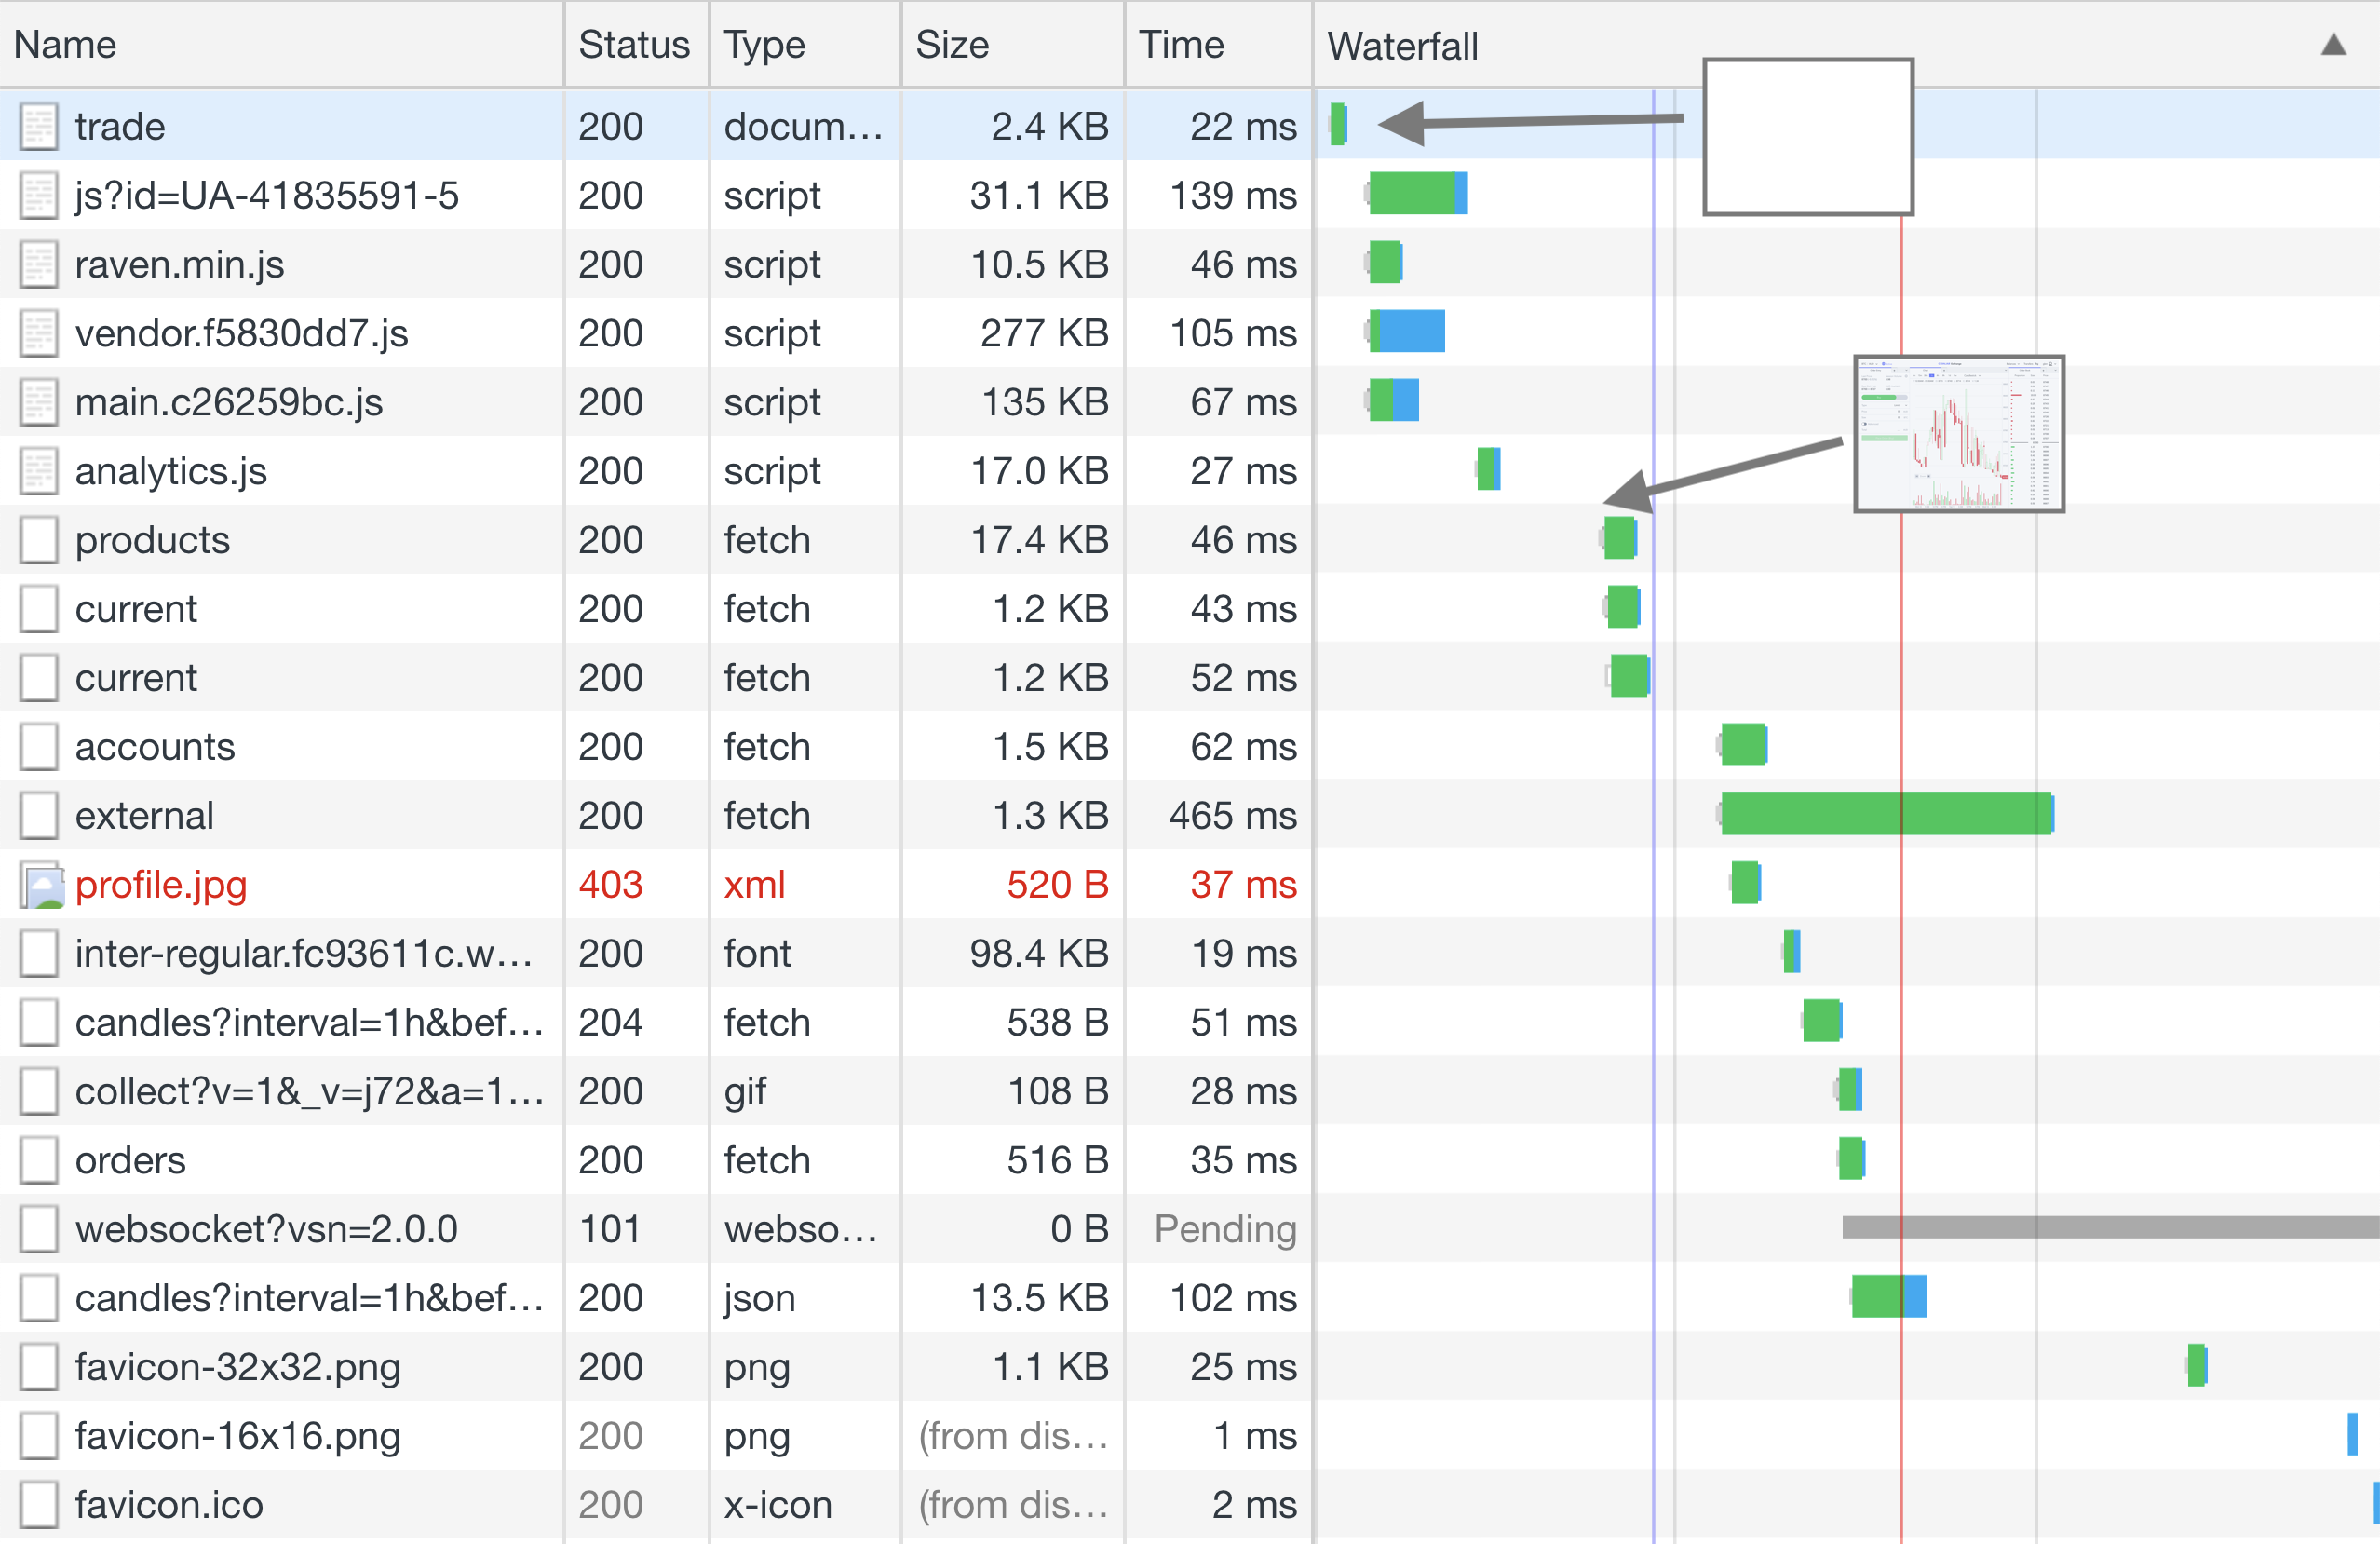 Name Status Type Size Time Waterfall
trade 200 docum... 2.4 KB 22 ms
js?id=UA-41835591-5 200 script 31.1 KB 139 ms
raven.min.js 200 script 10.5 KB 46 ms
vendor.f5830dd7.js 200 script 277 KB 105 ms
main.c26259bc.js 200 script 135 KB 67 ms
analytics.js 200 script 17.0 KB 27 ms
products 200 fetch 17.4 KB 46 ms
current 200 fetch 1.2 KB 43 ms
current 200 fetch 1.2 KB 52 ms
accounts 200 fetch 1.5 KB 62 ms
external 200 fetch 1.3 KB 465 ms
profile.jpg 403 xml 520 B 37 ms
inter-regular.fc93611c.w... 200 font 98.4 KB 19 ms
candles?interval=1h&bef... 204 fetch 538 B 51 ms
collect?v=1&_v=j72&a=1... 200 gif 108 B 28 ms
orders 200 fetch 516 B 35 ms
websocket?vsn=2.0.0 101 webso... 0 B Pending
candles?interval=1h&bef... 200 json 13.5 KB 102 ms
favicon-32x32.png 200 png 1.1 KB 25 ms
favicon-16x16.png 200 png (from dis... 1 ms
favicon.ico 200 x-icon (from dis... 2 ms